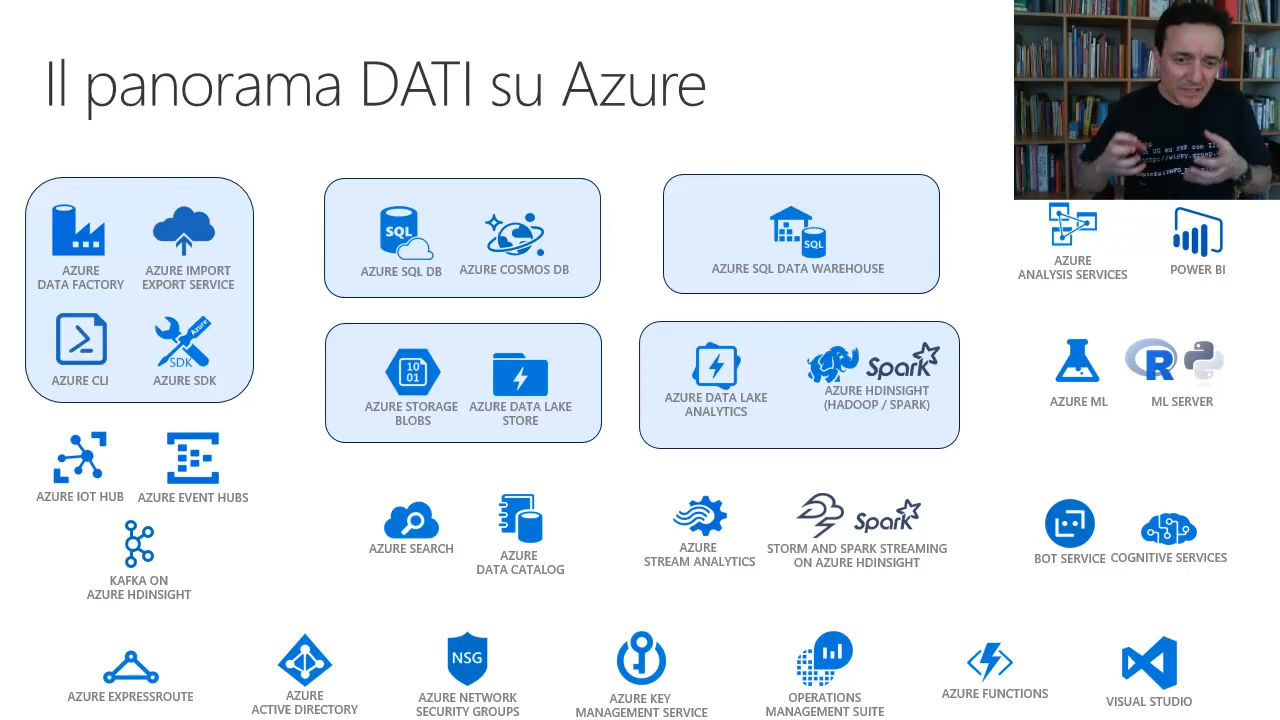 Il panorama DATI su Azure
AZURE
DATA FACTORY
AZURE IMPORT
EXPORT SERVICE
AZURE CLI
Azure
SDK
AZURE SDK
SQL
AZURE SQL DB
AZURE COSMOS DB
SQL
AZURE SQL DATA WAREHOUSE
AZURE
ANALYSIS SERVICES
POWER BI
10
01
AZURE STORAGE
BLOBS
AZURE DATA LAKE
STORE
AZURE DATA LAKE
ANALYTICS
Spark
AZURE HDINSIGHT
(HADOOP / SPARK)
AZURE ML
R
ML SERVER
AZURE IOT HUB
AZURE EVENT HUBS
KAFKA ON
AZURE HDINSIGHT
AZURE SEARCH
AZURE
DATA CATALOG
AZURE
STREAM ANALYTICS
Spark
STORM AND SPARK STREAMING
ON AZURE HDINSIGHT
BOT SERVICE
COGNITIVE SERVICES
AZURE EXPRESSROUTE
AZURE
ACTIVE DIRECTORY
NSG
AZURE NETWORK
SECURITY GROUPS
AZURE KEY
MANAGEMENT SERVICE
OPERATIONS
MANAGEMENT SUITE
AZURE FUNCTIONS
VISUAL STUDIO